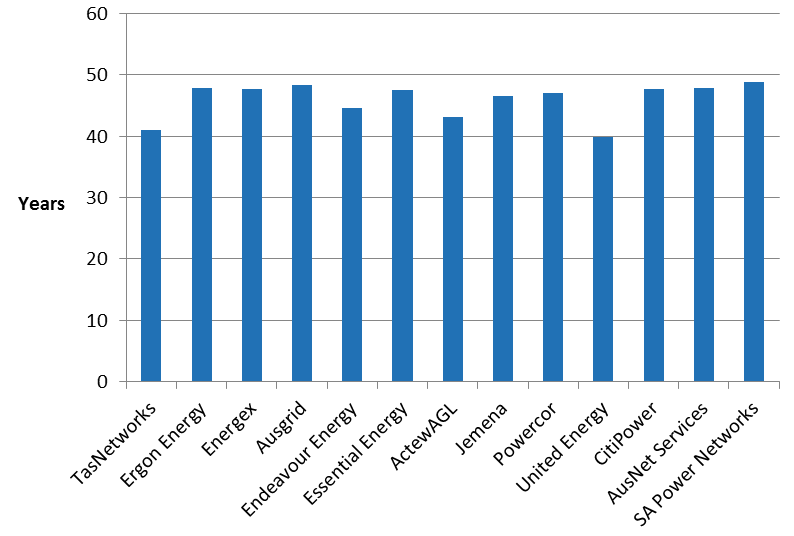 60
50
40
30
20
10
0
Years
TasNetworks
Ergon Energy
Energex
Ausgrid
Endeavour Energy
Essential Energy
ActewAGL
Jemena
Powercor
United Energy
CitiPower
AusNet Services
SA Power Networks